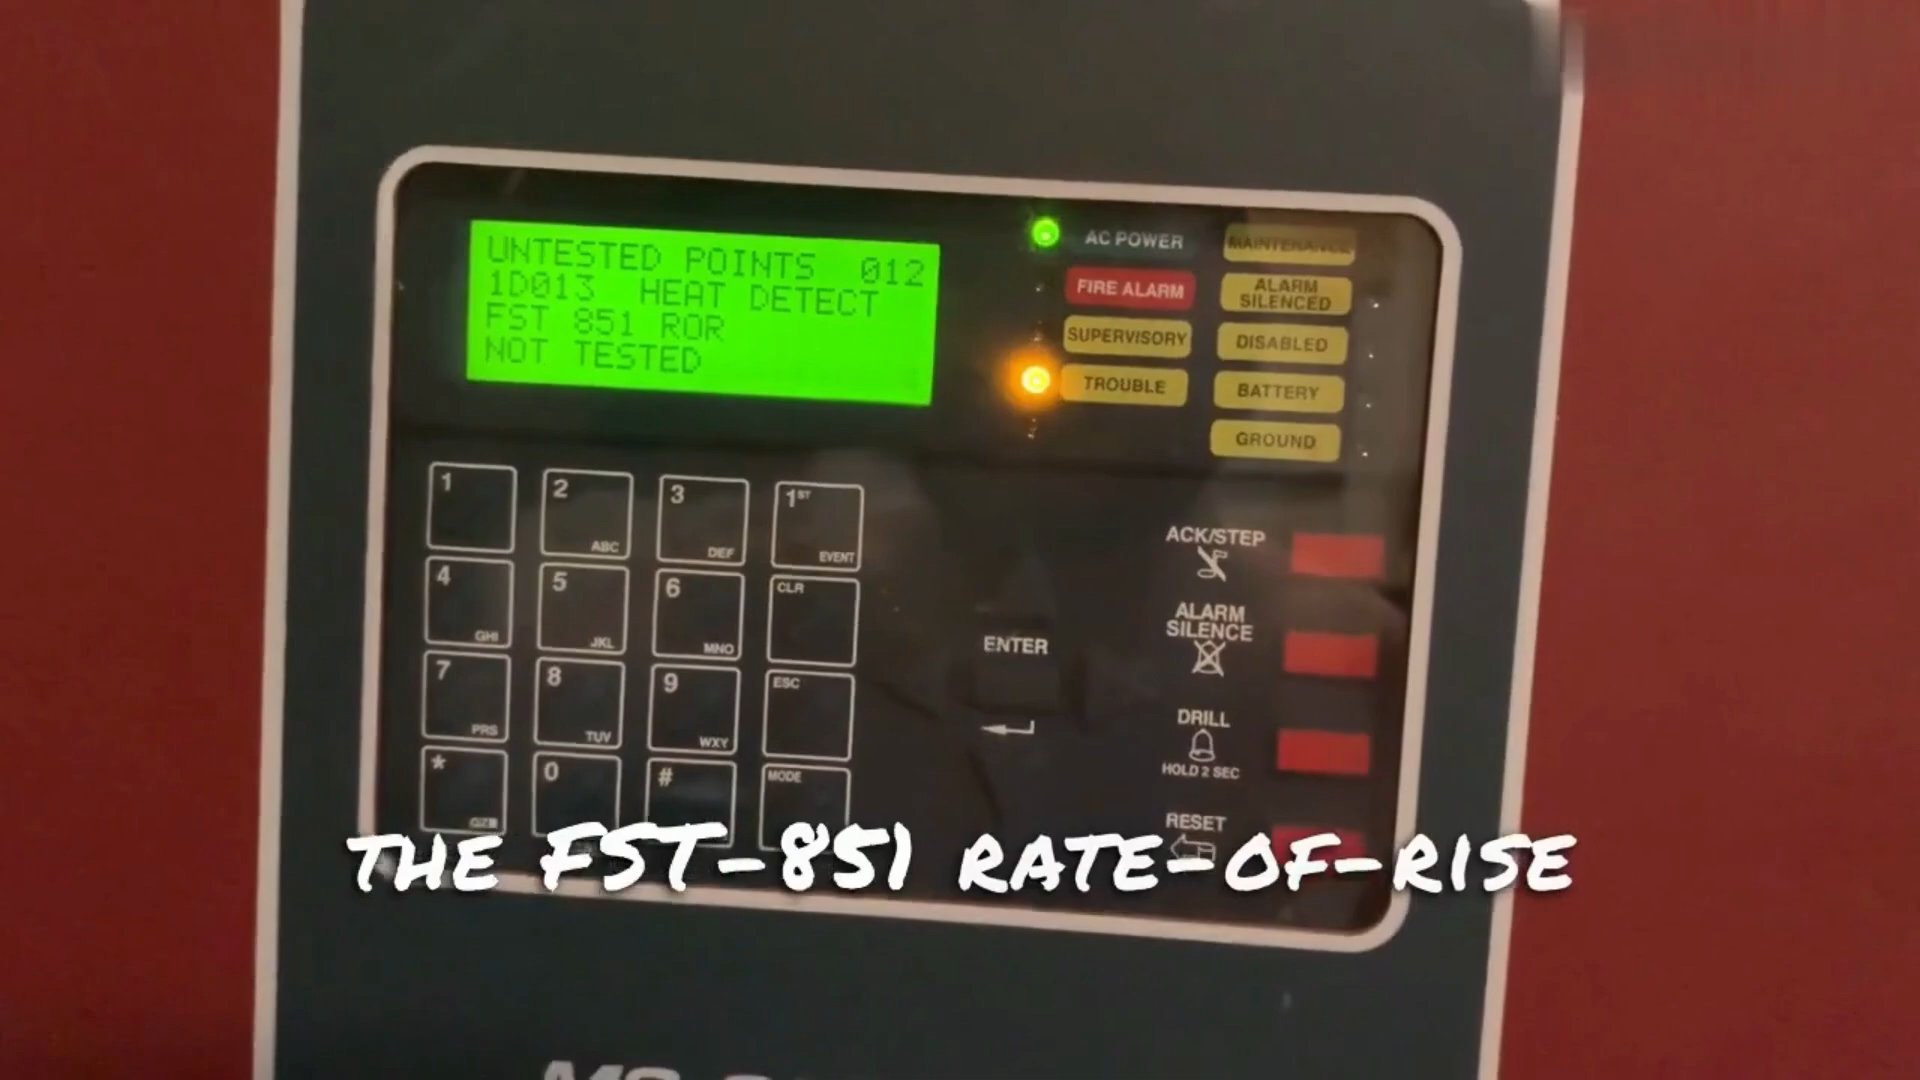 UNTESTED POINTS 012
1D013 HEAT DETECT
FST 851 ROR
NOT TESTED
AC POWER
FIRE ALARM
SUPERVISORY
TROUBLE
MAINTENANCE
ALARM
SILENCED
DISABLED
BATTERY
GROUND
1
2 ABC
3 DEF
1ST EVENT
4 GHI
5 JKL
6 MNO
CLR
7 PRS
8 TUV
9 WXY
ESC
*
0
#
MODE
ENTER
ACK/STEP
ALARM
SILENCE
DRILL
HOLD 2 SEC
RESET
THE FST-851 RATE-OF-RISE